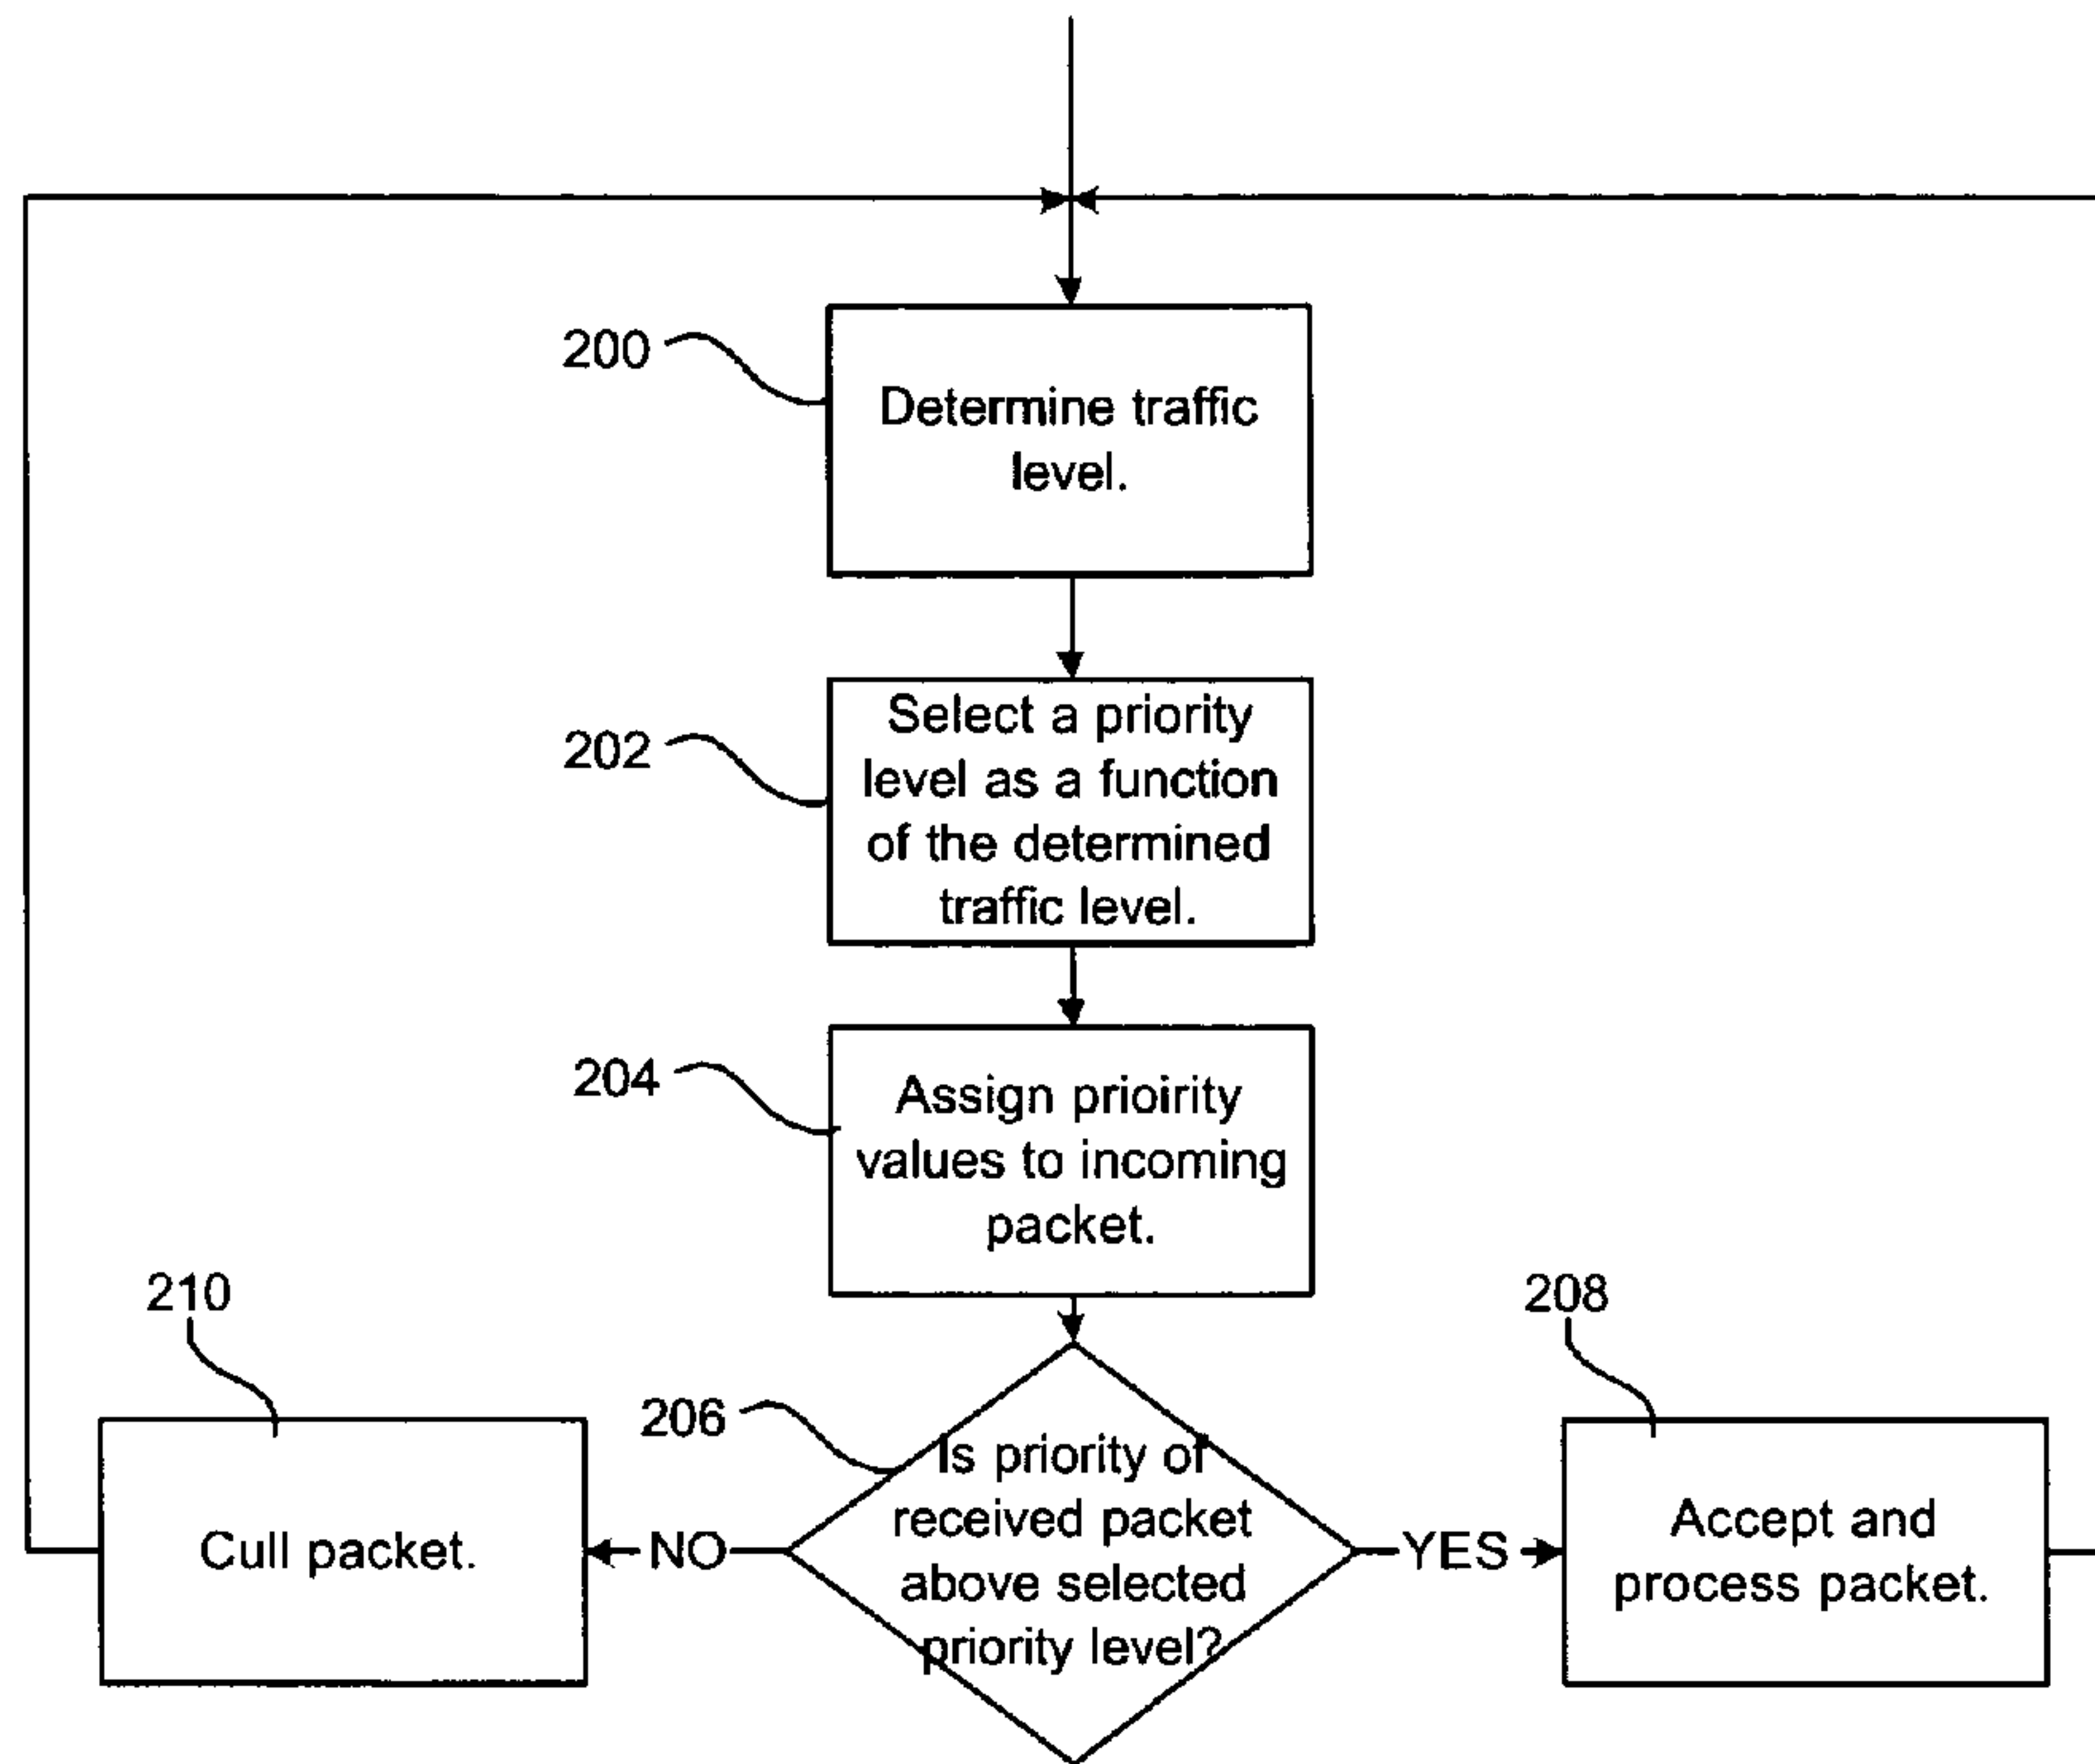 200
Determine traffic
level.
202
Select a priority
level as a function
of the determined
traffic level.
204
Assign prioirity
values to incoming
packet.
210
208
206
Is priority of
received packet
above selected
priority level?
Cull packet.
NO
YES
Accept and
process packet.